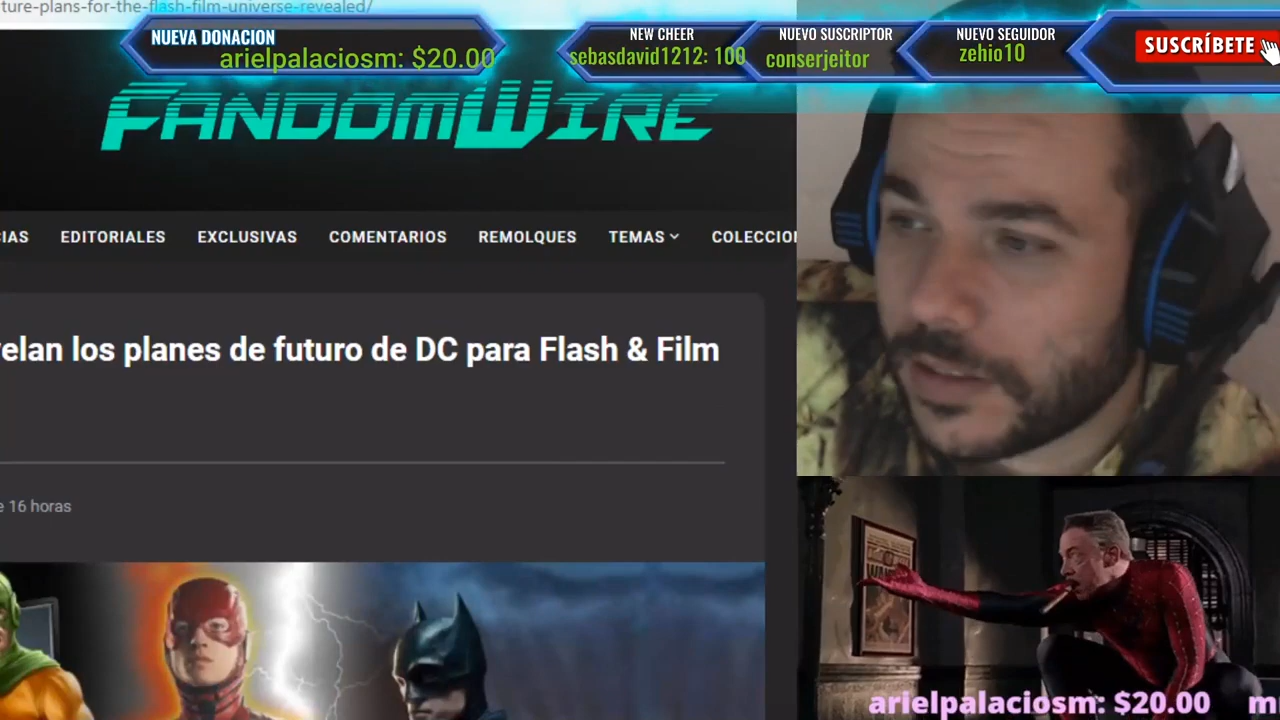 ture-plans-for-the-flash-film-universe-revealed/
NUEVA DONACION
arielpalaciosm: $20.00
NEW CHEER
sebasdavid1212: 100
NUEVO SUSCRIPTOR
conserjeitor
NUEVO SEGUIDOR
zehio10
SUSCRÍBETE
FANDOMWIRE
IAS EDITORIALES EXCLUSIVAS COMENTARIOS REMOLQUES TEMAS COLECCION
elan los planes de futuro de DC para Flash & Film
e 16 horas
arielpalaciosm: $20.00 m